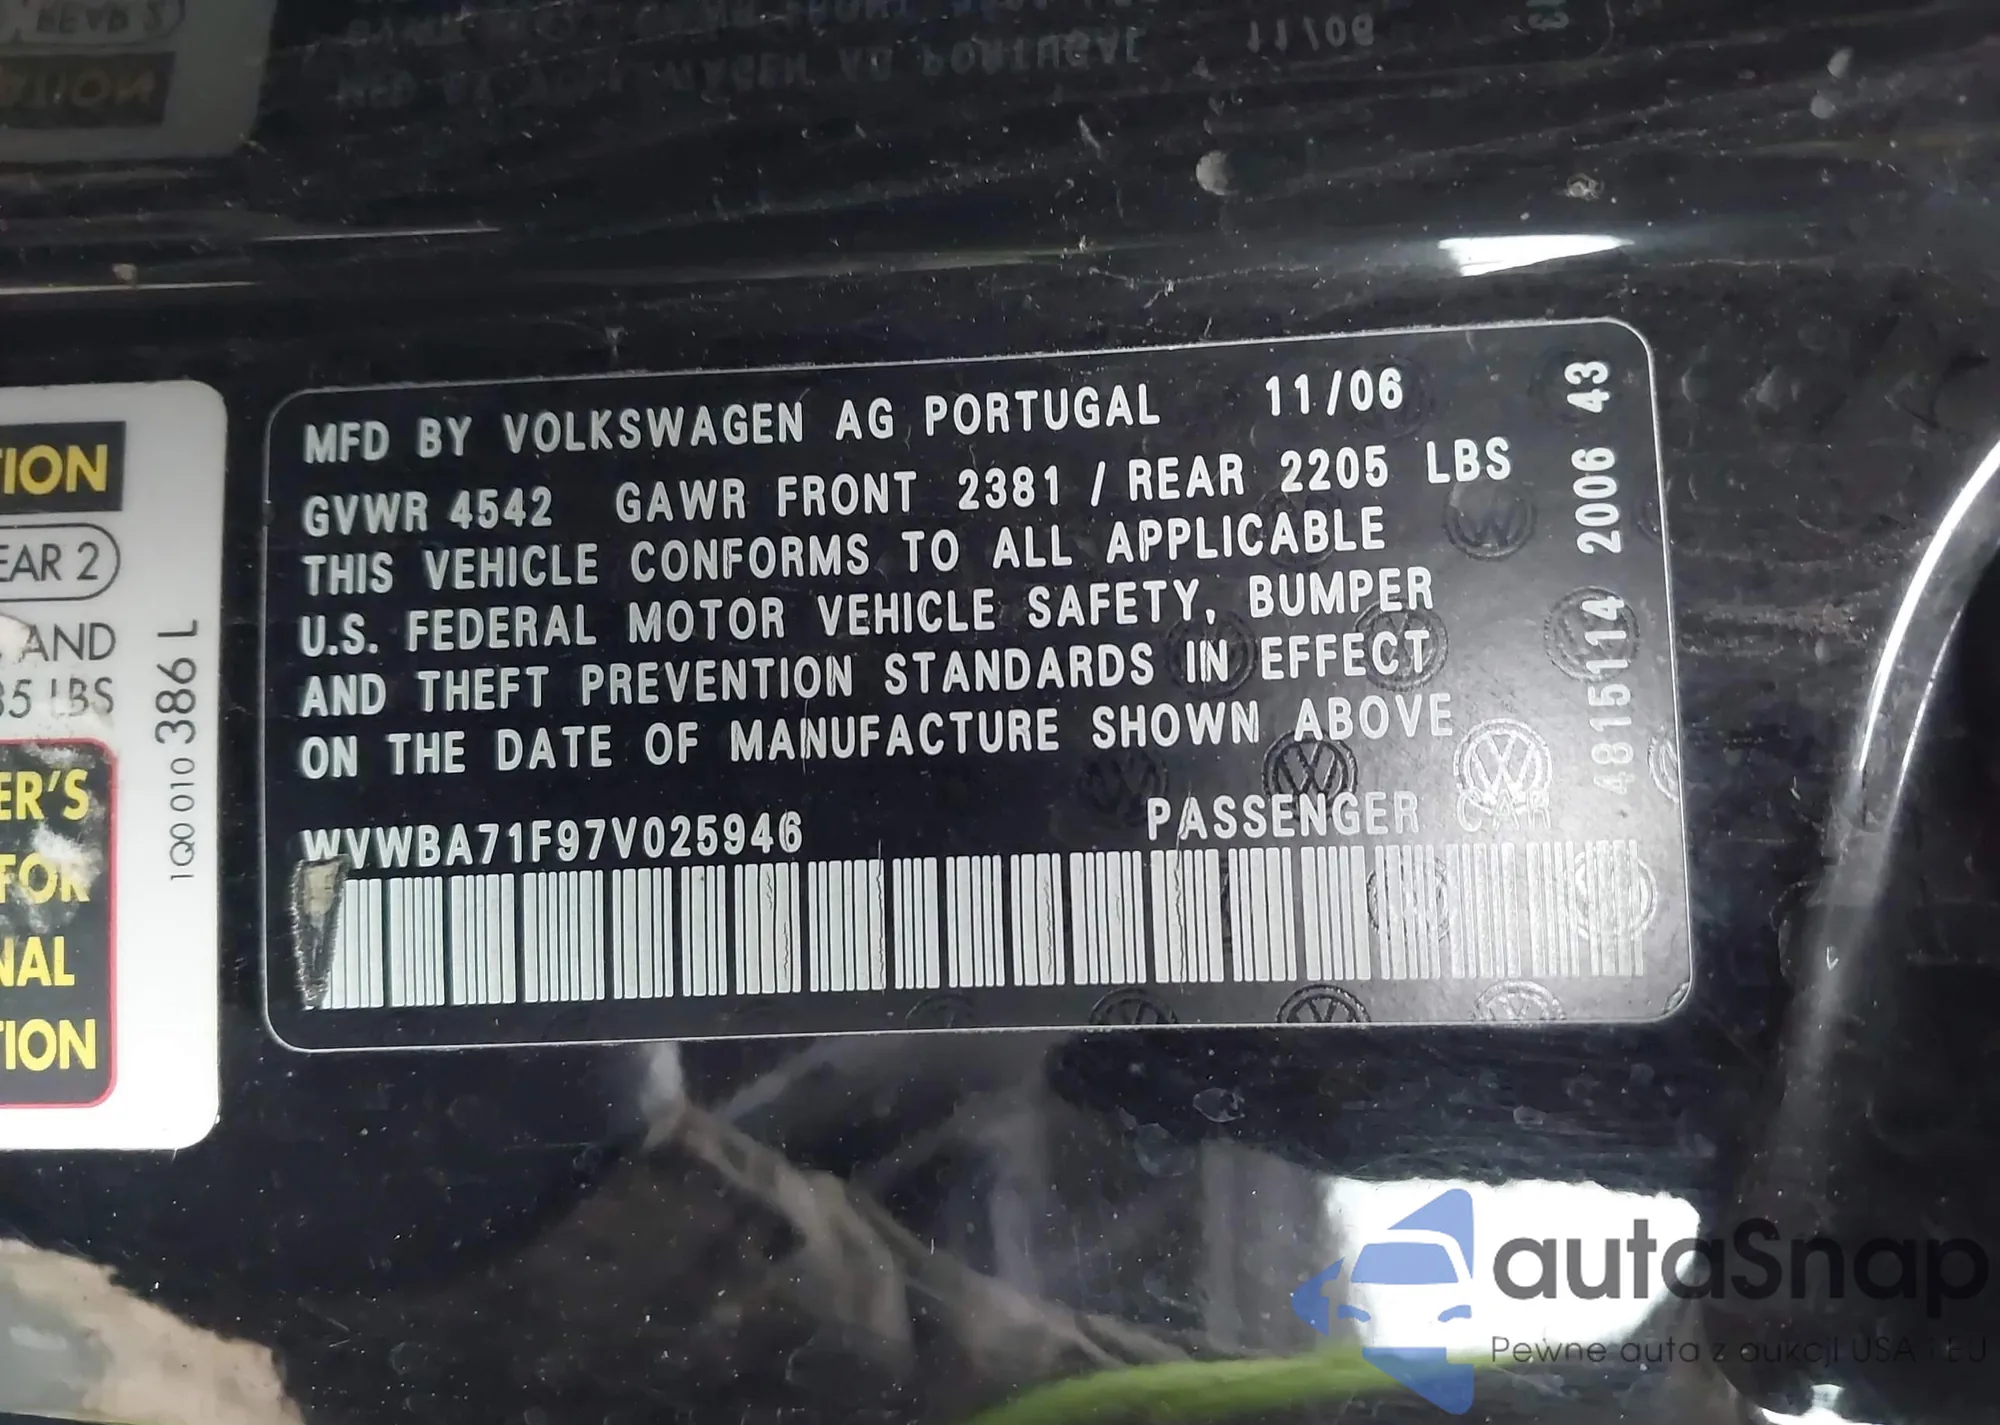 TION
EAR 2
AND
35 LBS
ER'S
FOR
NAL
TION
1Q0 010 386 L
MFD BY VOLKSWAGEN AG PORTUGAL 11/06
GVWR 4542 GAWR FRONT 2381 / REAR 2205 LBS
THIS VEHICLE CONFORMS TO ALL APPLICABLE
U.S. FEDERAL MOTOR VEHICLE SAFETY, BUMPER
AND THEFT PREVENTION STANDARDS IN EFFECT
ON THE DATE OF MANUFACTURE SHOWN ABOVE
WVWBA71F97V025946 PASSENGER CAR
4815114 2006 43
autaSnap
Pewne auta z aukcji USA i EU